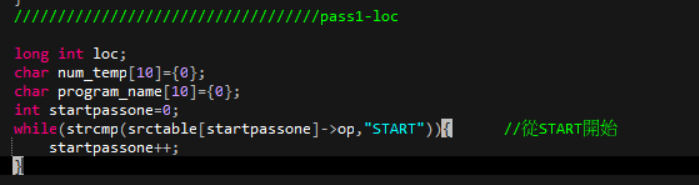 }
///////////////////////////////////pass1-loc
long int loc;
char num_temp[10]={0};
char program_name[10]={0};
int startpassone=0;
while(strcmp(srctable[startpassone]->op,"START")){ //從START開始
startpassone++;
}